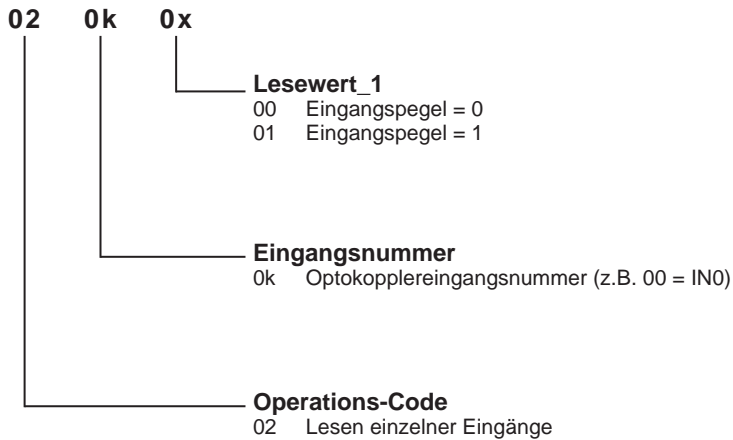 02 0k 0x
Lesewert_1
00 Eingangspegel = 0
01 Eingangspegel = 1
Eingangsnummer
0k Optokopplereingangsnummer (z.B. 00 = IN0)
Operations-Code
02 Lesen einzelner Eingänge